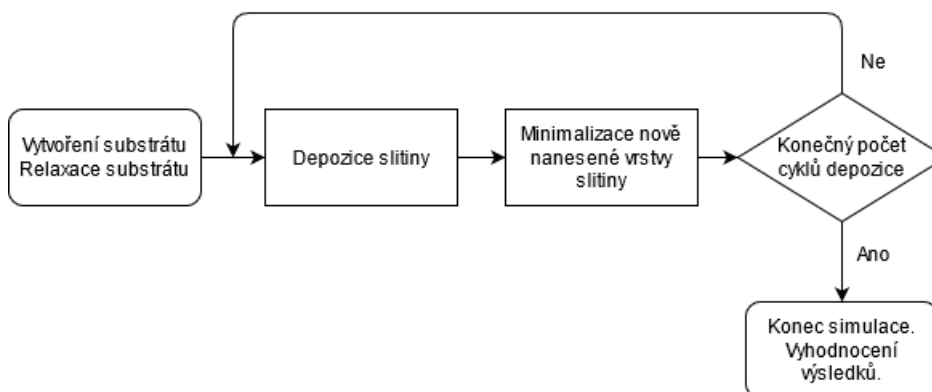 Vytvoření substrátu
Relaxace substrátu
Depozice slitiny
Minimalizace nově
nanesené vrstvy
slitiny
Konečný počet
cyklů depozice
Ne
Ano
Konec simulace.
Vyhodnocení
výsledků.